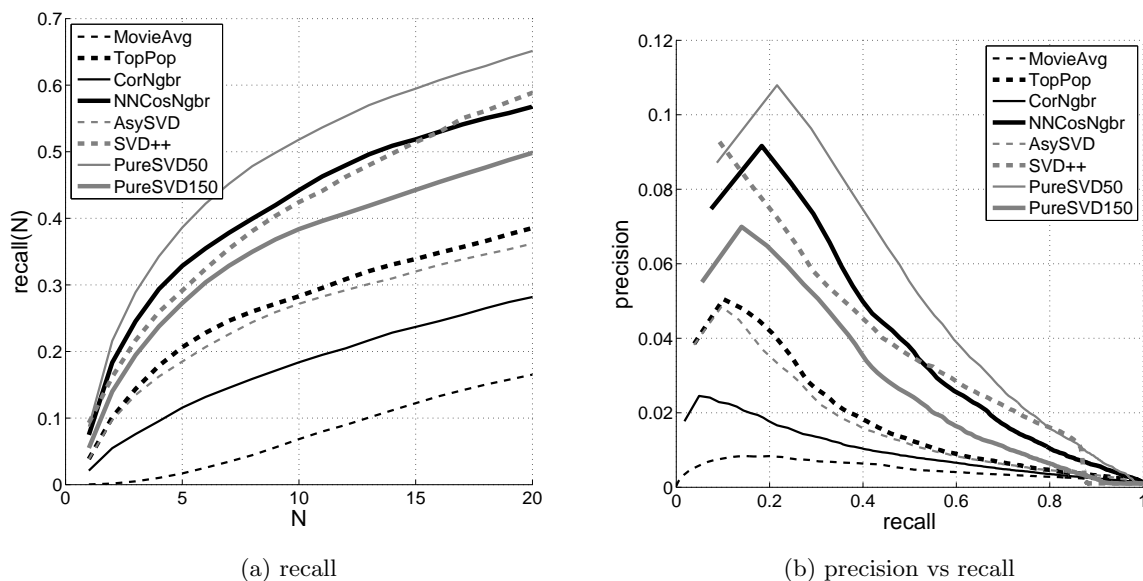 0.7
0.6
0.5
0.4
0.3
0.2
0.1
0
recall(N)
MovieAvg
TopPop
CorNgbr
NNCosNgbr
AsySVD
SVD++
PureSVD50
PureSVD150
0 5 10 15 20
N
(a) recall
0.12
0.1
0.08
0.06
0.04
0.02
0
precision
MovieAvg
TopPop
CorNgbr
NNCosNgbr
AsySVD
SVD++
PureSVD50
PureSVD150
0 0.2 0.4 0.6 0.8 1
recall
(b) precision vs recall